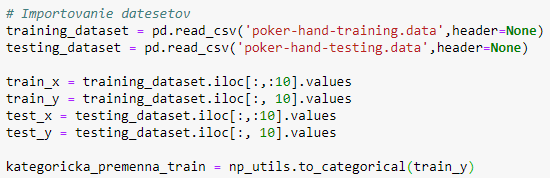 # Importovanie datesetov
training_dataset = pd.read_csv('poker-hand-training.data',header=None)
testing_dataset = pd.read_csv('poker-hand-testing.data',header=None)
train_x = training_dataset.iloc[:,:10].values
train_y = training_dataset.iloc[:, 10].values
test_x = testing_dataset.iloc[:,:10].values
test_y = testing_dataset.iloc[:, 10].values
kategoricka_premenna_train = np_utils.to_categorical(train_y)